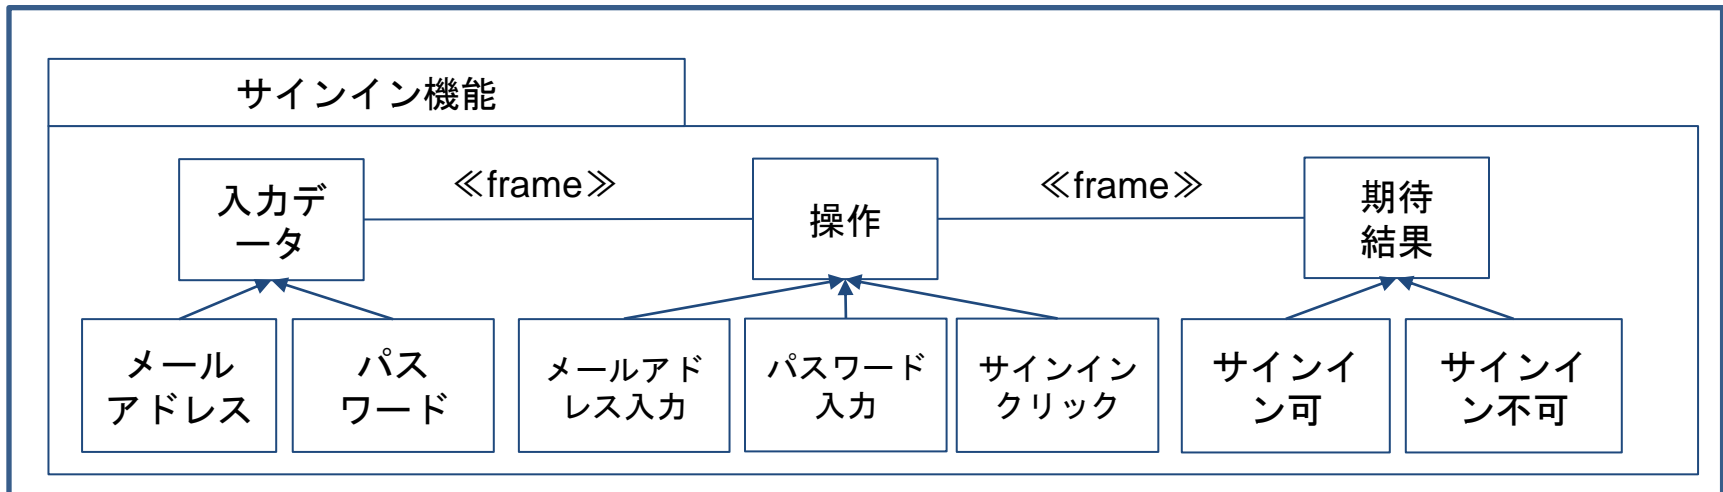 サインイン機能
入力デ
ータ
≪frame≫
操作
≪frame≫
期待
結果
メール
アドレス
パス
ワード
メールアド
レス入力
パスワード
入力
サインイン
クリック
サインイ
ン可
サインイ
ン不可